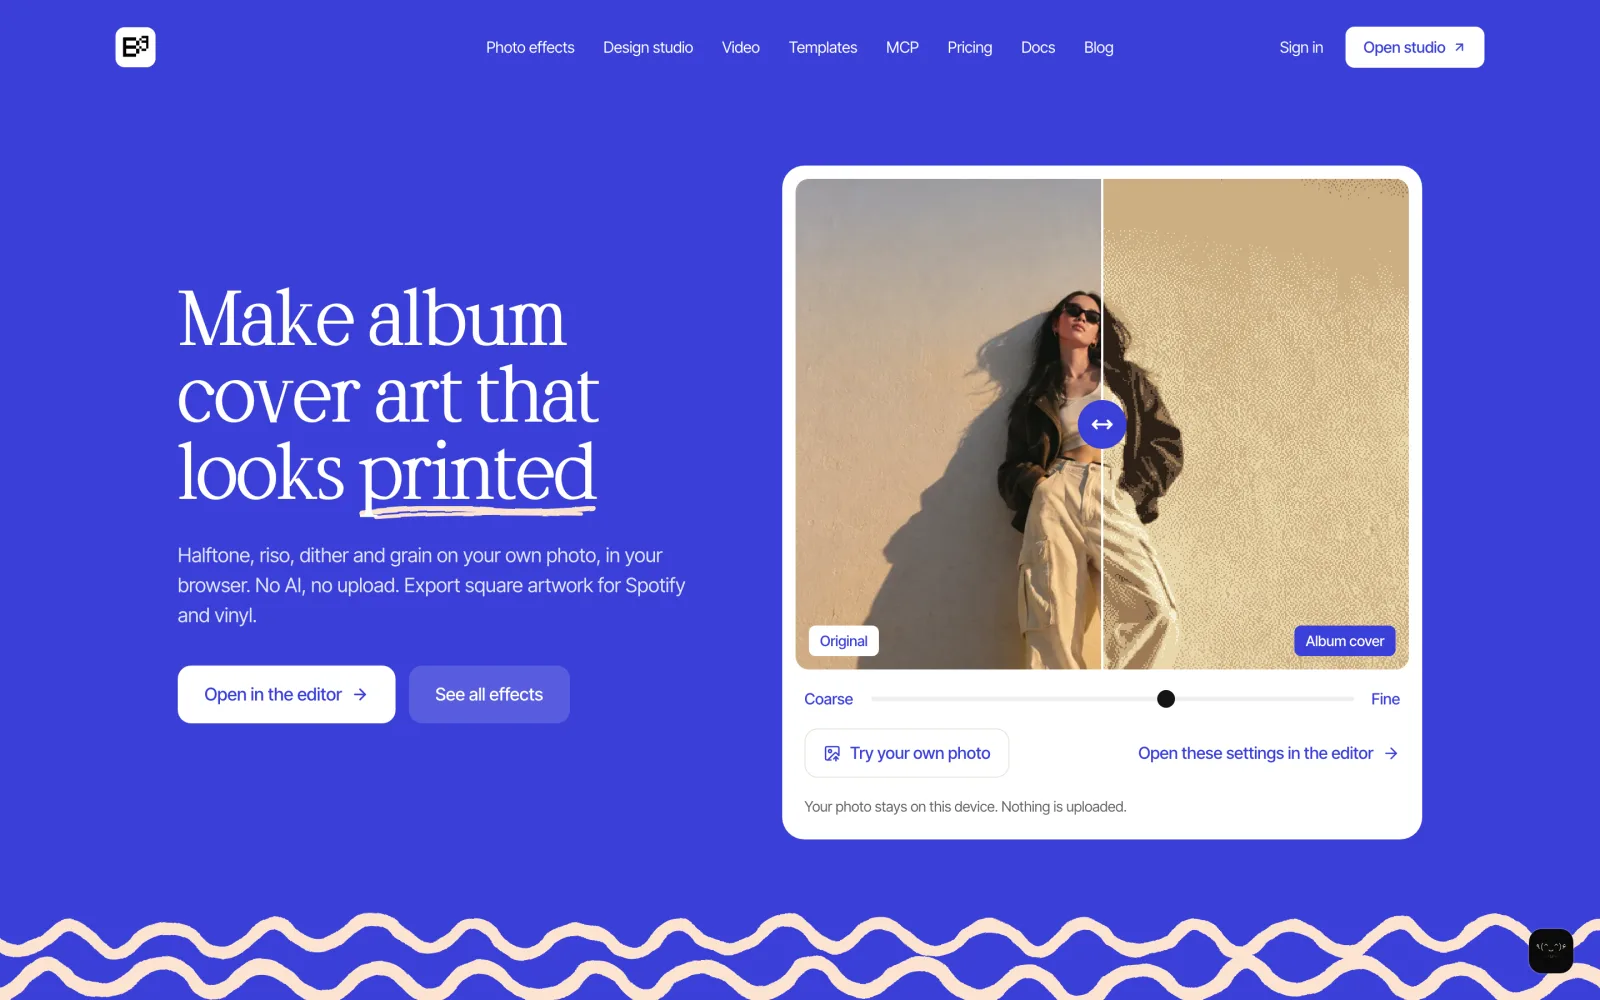 Photo effects
Design studio
Video
Templates
MCP
Pricing
Docs
Blog
Sign in
Open studio
Make album
cover art that
looks printed
Halftone, riso, dither and grain on your own photo, in your
browser. No AI, no upload. Export square artwork for Spotify
and vinyl.
Open in the editor
See all effects
Original
Album cover
Coarse
Fine
Try your own photo
Open these settings in the editor
Your photo stays on this device. Nothing is uploaded.